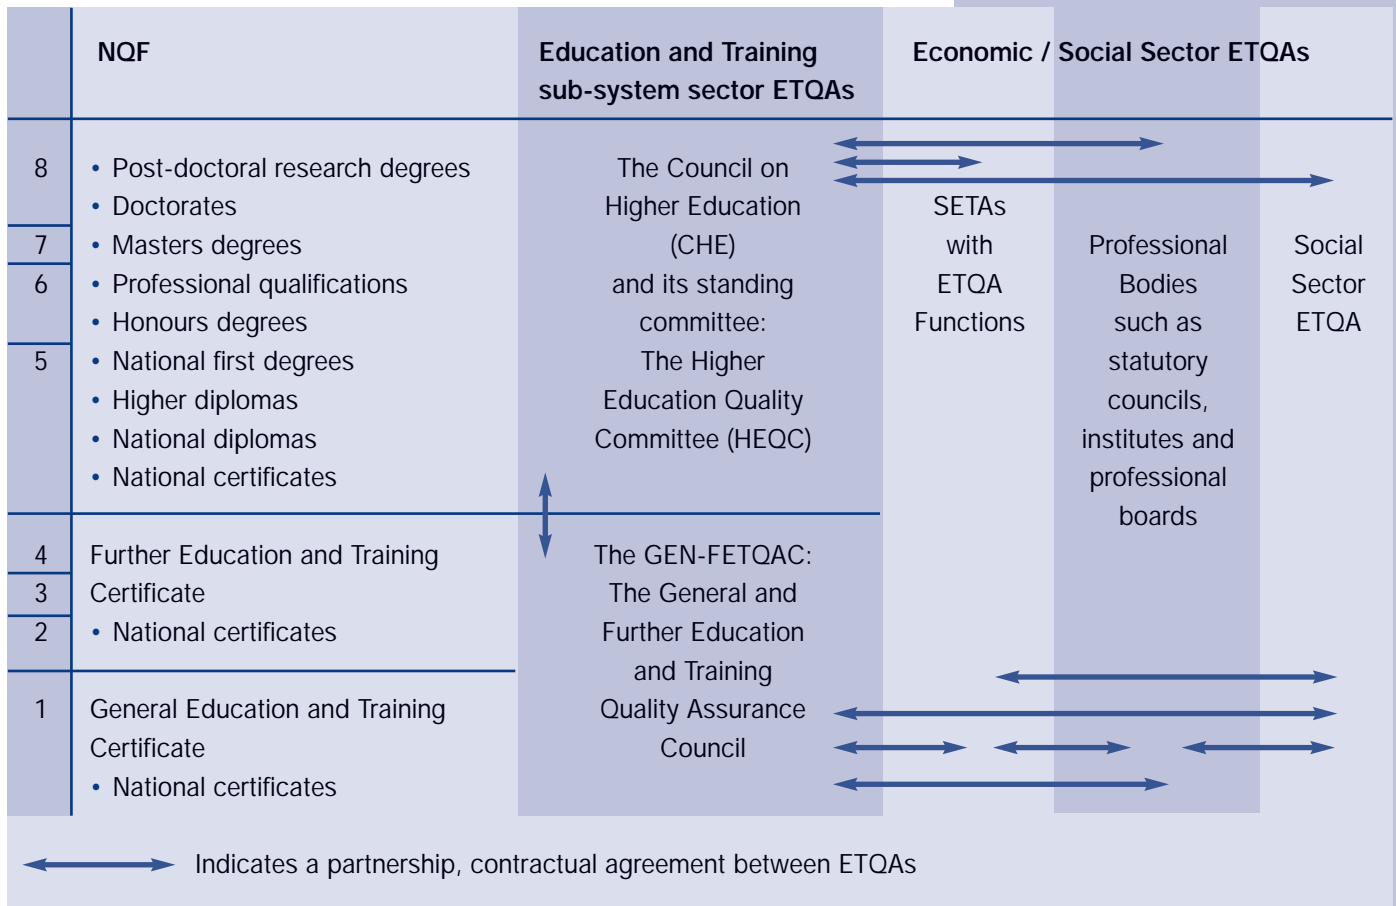 NQF
Education and Training
sub-system sector ETQAs
Economic / Social Sector ETQAs
8
7
6
5
• Post-doctoral research degrees
• Doctorates
• Masters degrees
• Professional qualifications
• Honours degrees
• National first degrees
• Higher diplomas
• National diplomas
• National certificates
The Council on
Higher Education
(CHE)
and its standing
committee:
The Higher
Education Quality
Committee (HEQC)
SETAs
with
ETQA
Functions
Professional
Bodies
such as
statutory
councils,
institutes and
professional
boards
Social
Sector
ETQA
4
3
2
Further Education and Training
Certificate
• National certificates
1
General Education and Training
Certificate
• National certificates
The GEN-FETQAC:
The General and
Further Education
and Training
Quality Assurance
Council
Indicates a partnership, contractual agreement between ETQAs